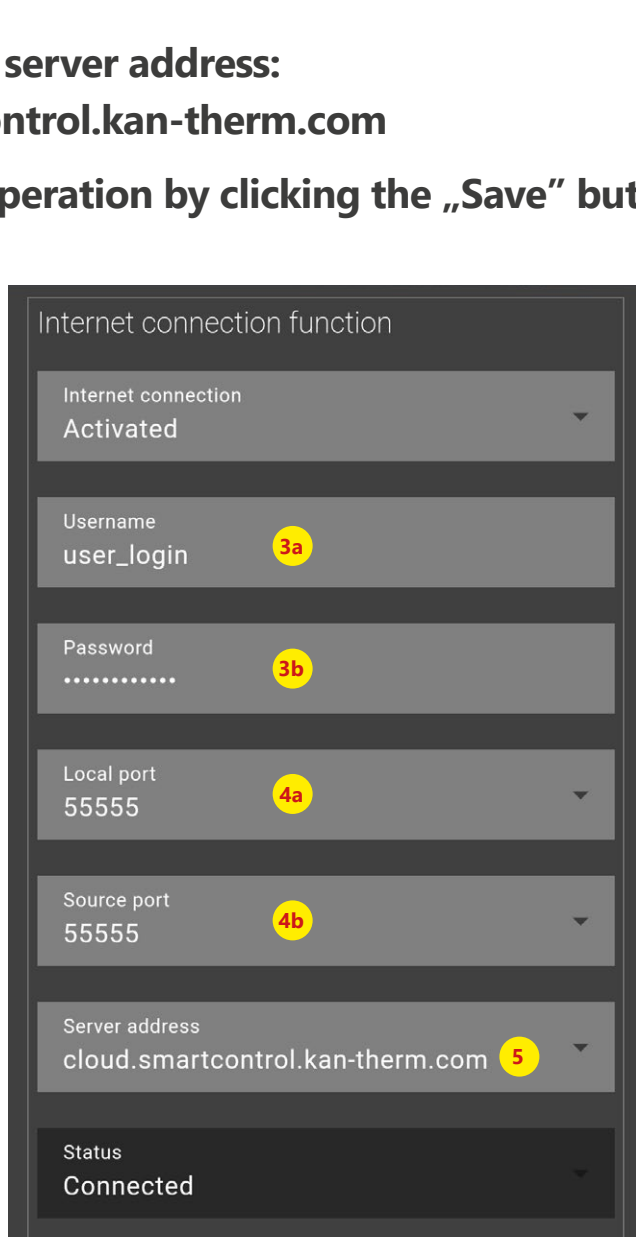 server address:
ontrol.kan-therm.com
peration by clicking the „Save” but
Internet connection function
Internet connection
Activated
Username
user_login
3a
Password
••••••••••••
3b
Local port
55555
4a
Source port
55555
4b
Server address
cloud.smartcontrol.kan-therm.com
5
Status
Connected